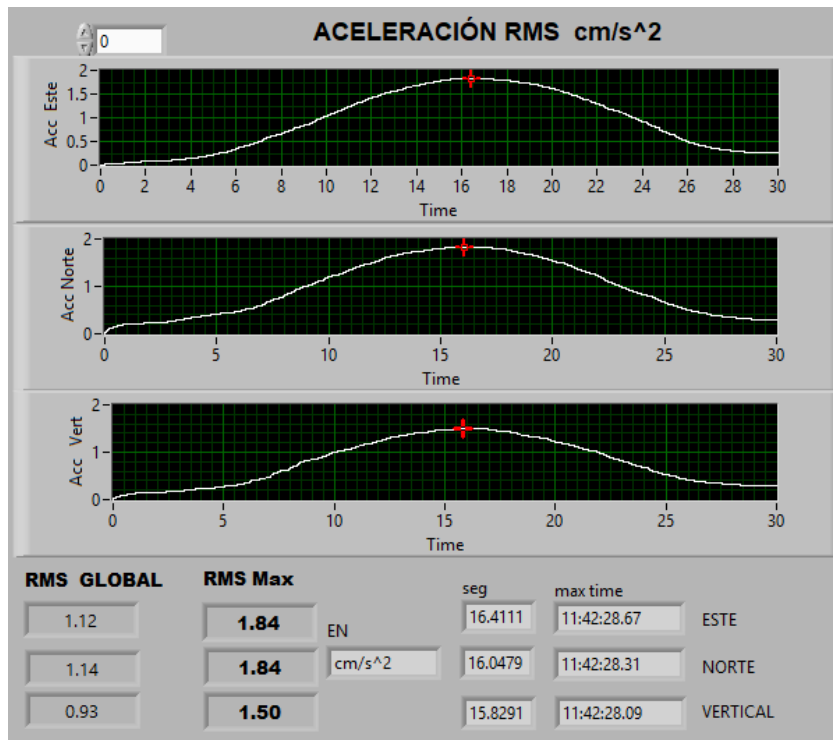 0
ACELERACIÓN RMS cm/s^2
Acc Este
2
1.5
1
0.5
0
0 2 4 6 8 10 12 14 16 18 20 22 24 26 28 30
Time
Acc Norte
2
1
0
0 5 10 15 20 25 30
Time
Acc Vert
2
1
0
0 5 10 15 20 25 30
Time
RMS GLOBAL RMS Max seg max time
1.12 1.84 EN 16.4111 11:42:28.67 ESTE
1.14 1.84 cm/s^2 16.0479 11:42:28.31 NORTE
0.93 1.50 15.8291 11:42:28.09 VERTICAL